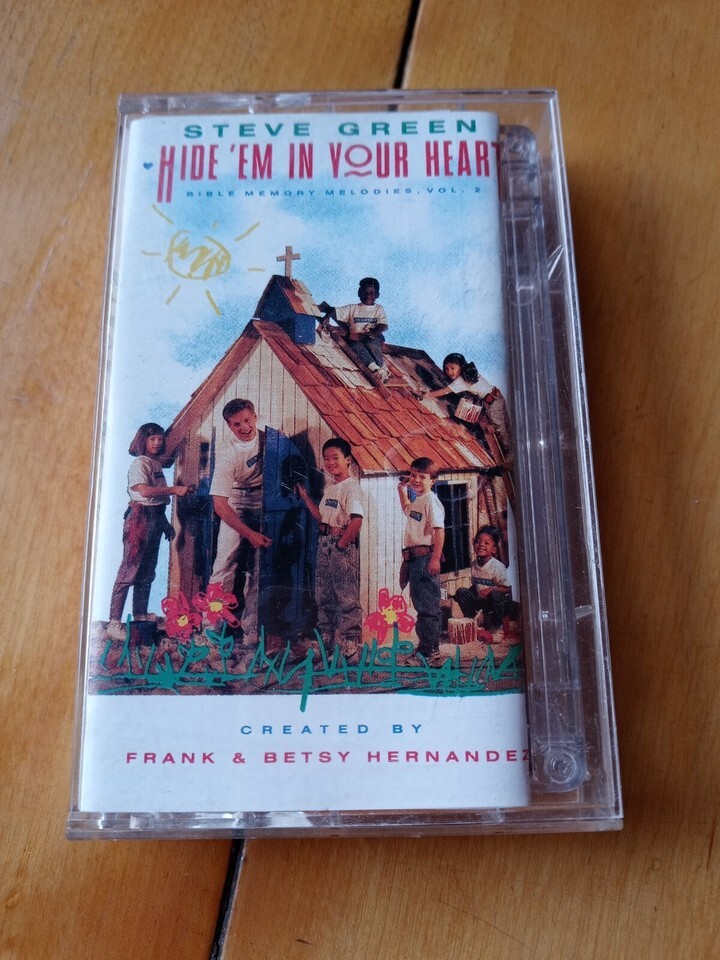 STEVE GREEN
HIDE 'EM IN YOUR HEART
BIBLE MEMORY MELODIES, VOL. 2
CREATED BY
FRANK & BETSY HERNANDEZ